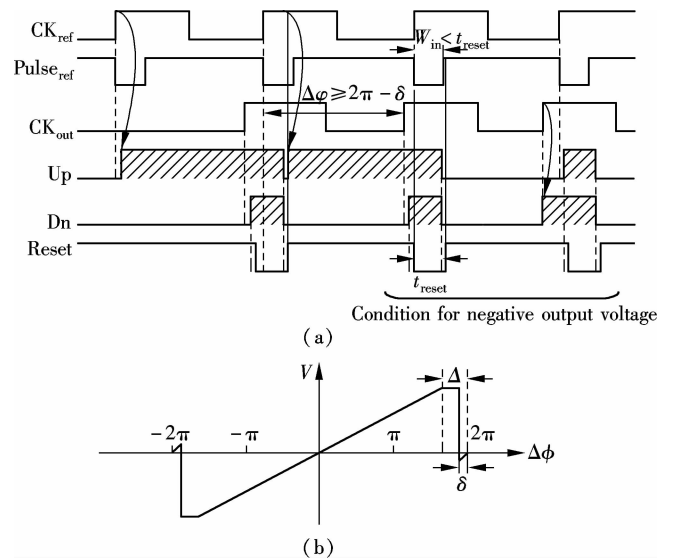 CK_ref
W_in < t_reset
Pulse_ref
Δφ ⩾ 2π − δ
CK_out
Up
Dn
Reset
t_reset
Condition for negative output voltage
(a)
V
Δ
−2π −π π 2π
Δϕ
δ
(b)